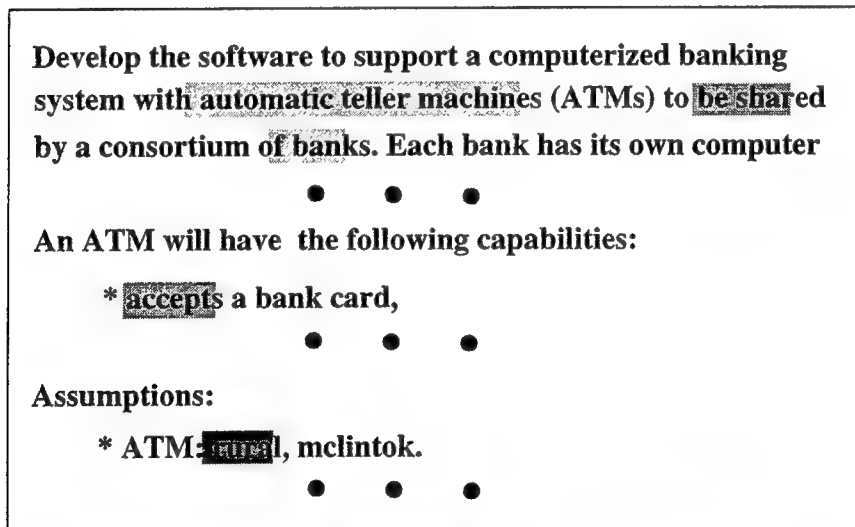 Develop the software to support a computerized banking
system with automatic teller machines (ATMs) to be shared
by a consortium of banks. Each bank has its own computer
● ● ●
An ATM will have the following capabilities:
* accepts a bank card,
● ● ●
Assumptions:
* ATM: rural, mclintok.
● ● ●